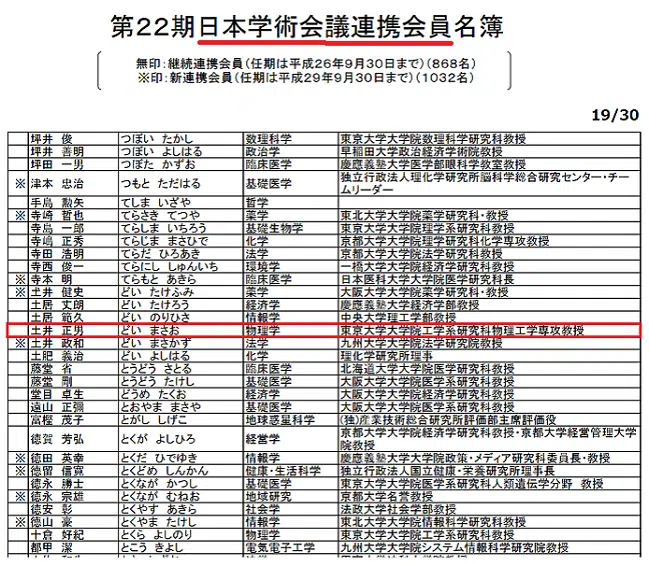 第22期日本学術会議連携会員名簿
無印:継続連携会員(任期は平成26年9月30日まで)(868名)
※印:新連携会員(任期は平成29年9月30日まで)(1032名)
19/30
坪井 俊 つぼい たかし 数理科学 東京大学大学院数理科学研究科教授
坪井 善明 つぼい よしはる 政治学 早稲田大学政治経済学術院教授
坪田 一男 つぼた かずお 臨床医学 慶應義塾大学医学部眼科学教室教授
※ 津本 忠治 つもと ただはる 基礎医学 独立行政法人理化学研究所脳科学総合研究センター・チームリーダー
手島 勲矢 てしま いざや 哲学
※ 寺崎 哲也 てらさき てつや 薬学 東北大学大学院薬学研究科・教授
寺島 一郎 てらしま いちろう 基礎生物学 東京大学大学院理学系研究科教授
寺嶋 正秀 てらじま まさひで 化学 京都大学大学院理学研究科化学専攻教授
寺田 浩明 てらだ ひろあき 法学 京都大学大学院法学研究科教授
寺西 俊一 てらにし しゅんいち 環境学 一橋大学大学院経済学研究科教授
※ 寺本 明 てらもと あきら 臨床医学 日本医科大学大学院医学研究科長
※ 土井 健史 どい たけふみ 薬学 大阪大学大学院薬学研究科・教授
土居 丈朗 どい たけろう 経済学 慶應義塾大学経済学部教授
土居 範久 どい のりひさ 情報学 中央大学理工学部教授
土井 正男 どい まさお 物理学 東京大学大学院工学系研究科物理工学専攻教授
※ 土井 政和 どい まさかず 法学 九州大学大学院法学研究院教授
土肥 義治 どい よしはる 化学 理化学研究所理事
藤堂 省 とうどう さとる 臨床医学 北海道大学大学院医学研究科教授
藤堂 剛 とうどう たけし 基礎医学 大阪大学大学院医学系研究科教授
堂目 卓生 どうめ たくお 経済学 大阪大学大学院経済学研究科教授
遠山 正彌 とおやま まさや 基礎医学 大阪大学大学院医学系研究科教授
富樫 茂子 とがし しげこ 地球惑星科学 (独)産業技術総合研究所評価部主席評価役
徳賀 芳弘 とくが よしひろ 経営学 京都大学大学院経済学研究科教授・京都大学経営管理大学院教授
※ 徳田 英幸 とくだ ひでゆき 情報学 慶應義塾大学大学院政策・メディア研究科委員長・教授
※ 徳留 信寛 とくどめ しんかん 健康・生活科学 独立行政法人国立健康・栄養研究所理事長
徳永 勝士 とくなが かつし 基礎医学 東京大学大学院医学系研究科人類遺伝学分野 教授
※ 徳永 宗雄 とくなが むねお 地域研究 京都大学名誉教授
徳安 彰 とくやす あきら 社会学 法政大学社会学部教授
※ 徳山 豪 とくやま たけし 情報学 東北大学大学院情報科学研究科教授
十倉 好紀 とくら よしのり 物理学 東京大学大学院工学系研究科教授
都甲 潔 とこう きよし 電気電子工学 九州大学大学院システム情報科学研究院教授